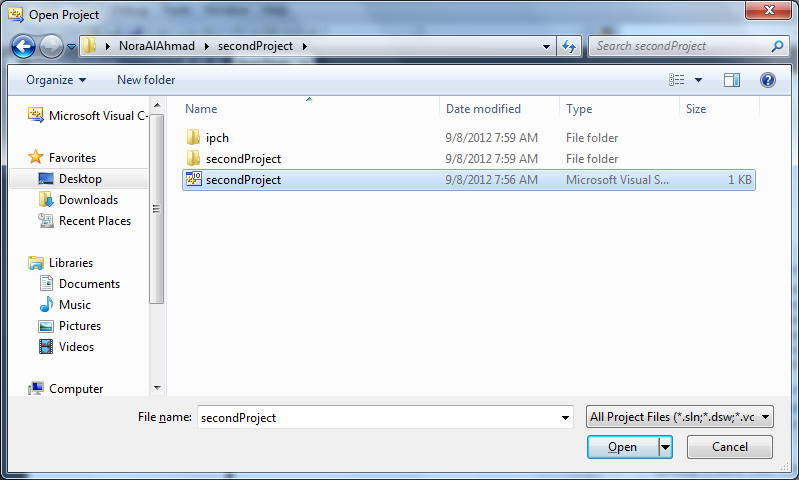 Open Project
NoraAlAhmad secondProject Search secondProject
Organize New folder
Name Date modified Type Size
Microsoft Visual C
Favorites
Desktop
Downloads
Recent Places
Libraries
Documents
Music
Pictures
Videos
Computer
ipch 9/8/2012 7:59 AM File folder
secondProject 9/8/2012 7:59 AM File folder
secondProject 9/8/2012 7:56 AM Microsoft Visual S... 1 KB
File name: secondProject All Project Files (*.sln;*.dsw;*.vc
Open Cancel